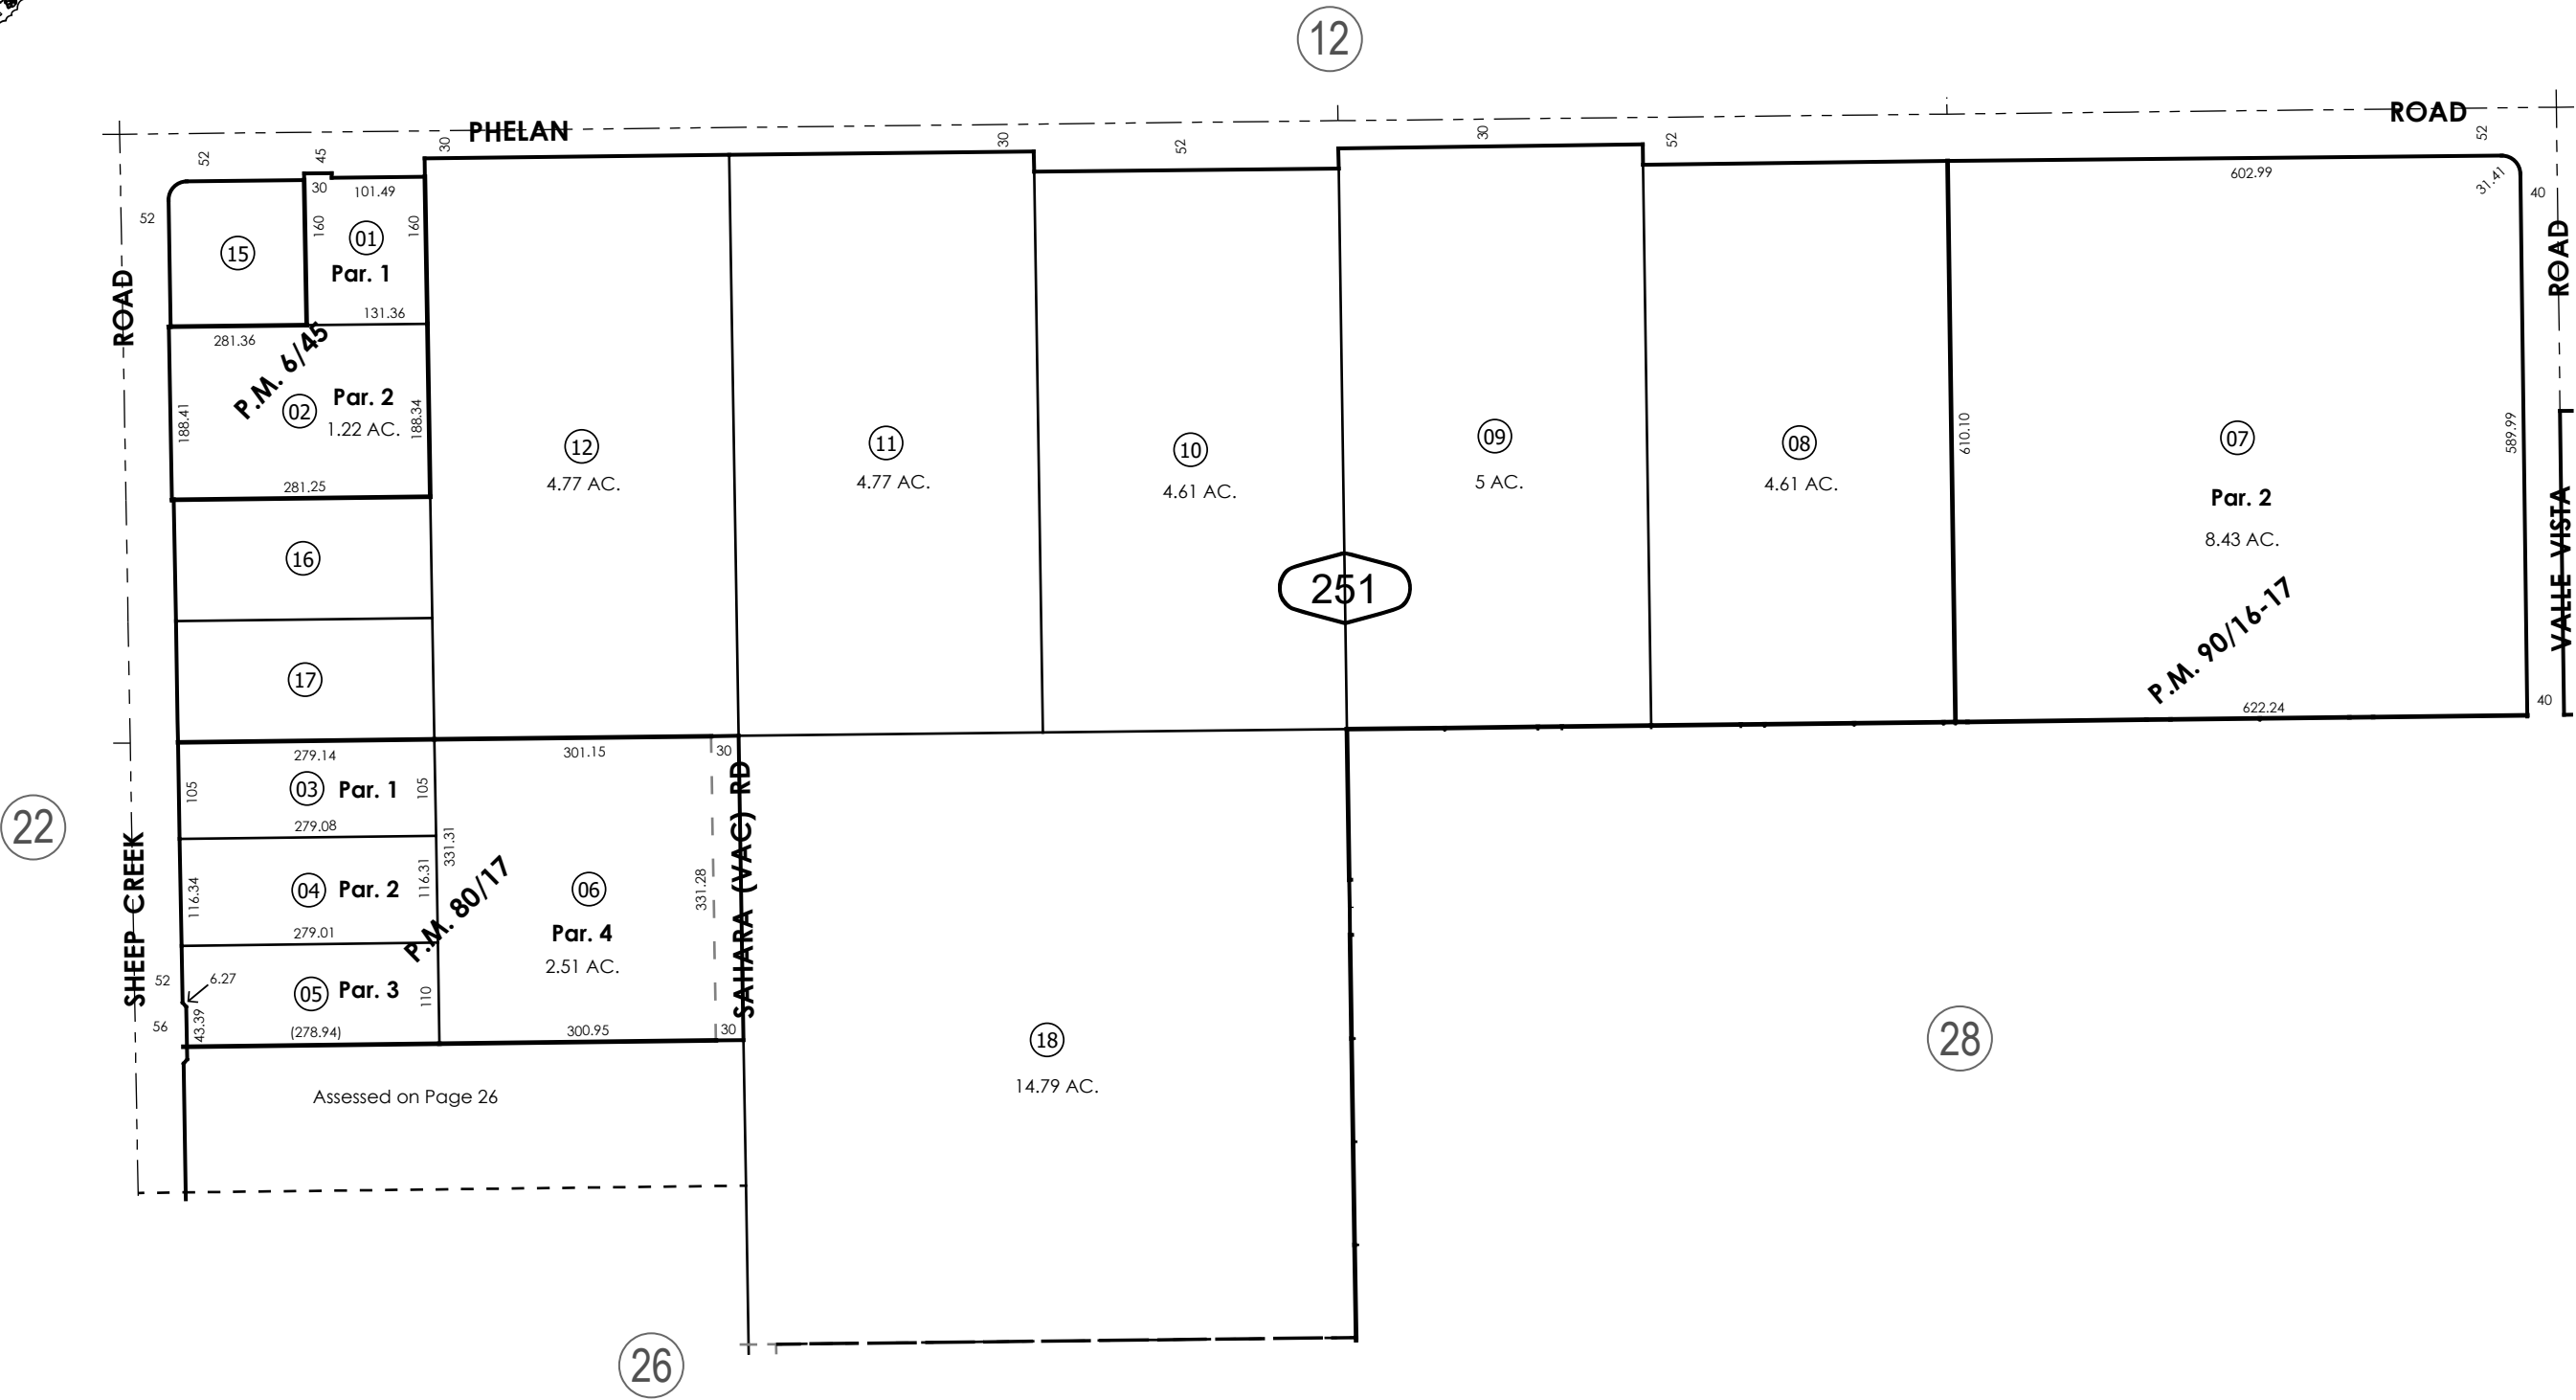 12
PHELAN
ROAD
52
45
30
30
52
30
52
52
30
101.49
602.99
31.41
40
52
160
160
01
15
Par. 1
ROAD
ROAD
131.36
281.36
P.M. 6/45
02
Par. 2
1.22 AC.
188.41
188.34
281.25
12
4.77 AC.
11
4.77 AC.
10
4.61 AC.
09
5 AC.
08
4.61 AC.
610.10
07
Par. 2
8.43 AC.
589.99
VALLE VISTA
P.M. 90/16-17
16
251
17
622.24
40
279.14
301.15
30
105
03
Par. 1
105
279.08
331.31
22
SHEEP CREEK
116.34
04
Par. 2
116.31
P.M. 80/17
279.01
06
Par. 4
2.51 AC.
331.28
SAHARA (VAC) RD
52
6.27
05
Par. 3
110
56
43.39
(278.94)
300.95
30
18
14.79 AC.
28
Assessed on Page 26
26